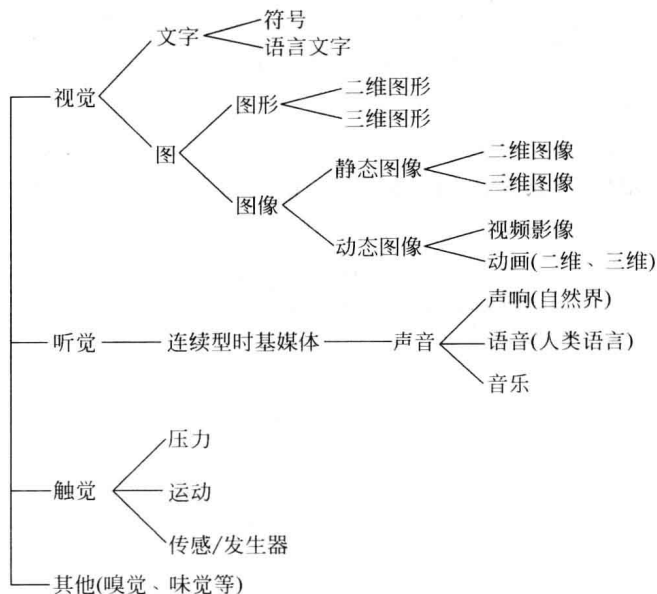 符号
文字
语言文字
视觉
二维图形
图形
三维图形
图
二维图像
静态图像
三维图像
图像
视频影像
动态图像
动画(二维、三维)
声响(自然界)
听觉
连续型时基媒体
声音
语音(人类语言)
音乐
压力
触觉
运动
传感/发生器
其他(嗅觉、味觉等)